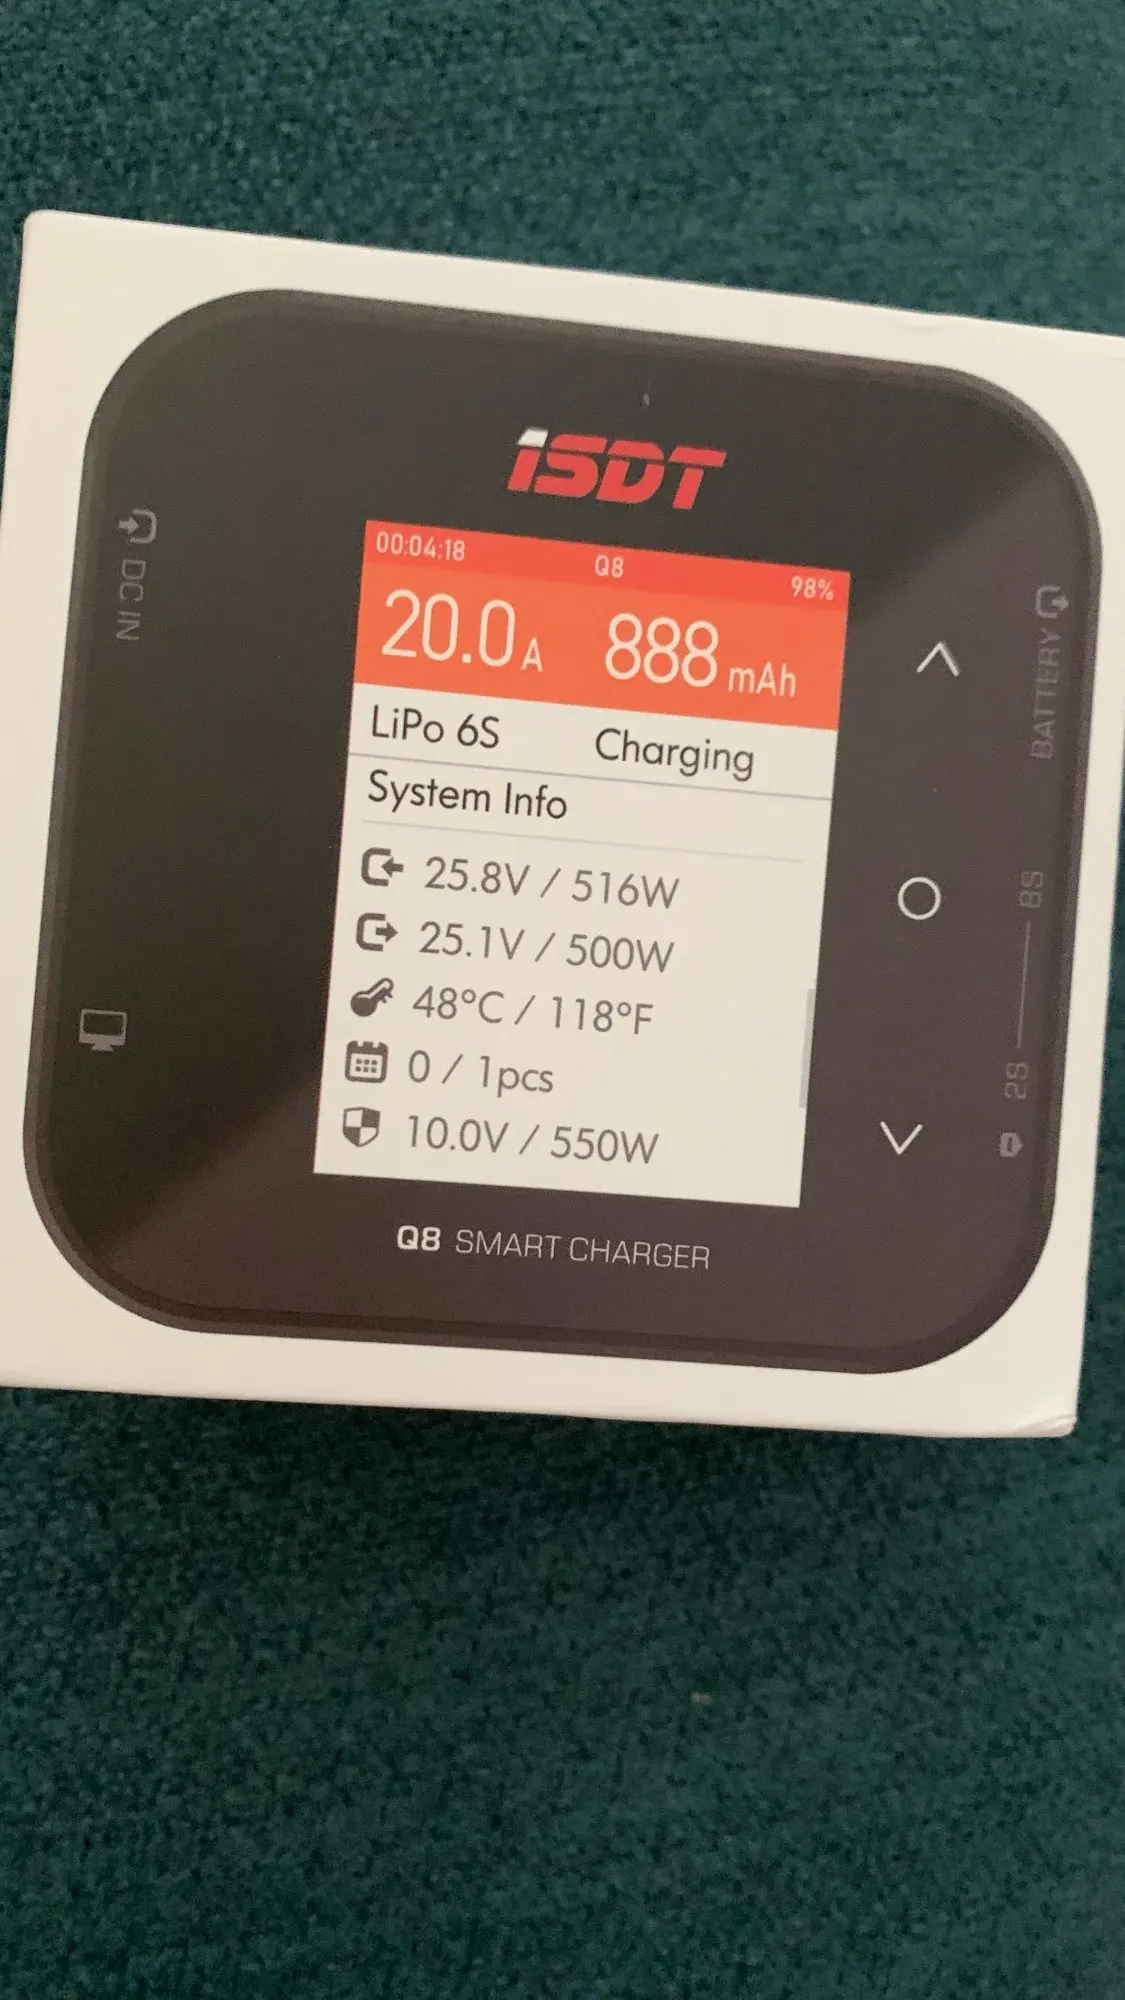 iSDT
00:04:18 Q8 98%
20.0A 888mAh
LiPo 6S Charging
System Info
25.8V / 516W
25.1V / 500W
48°C / 118°F
0 / 1pcs
10.0V / 550W
Q8 SMART CHARGER
DC IN
BATTERY
8S
2S